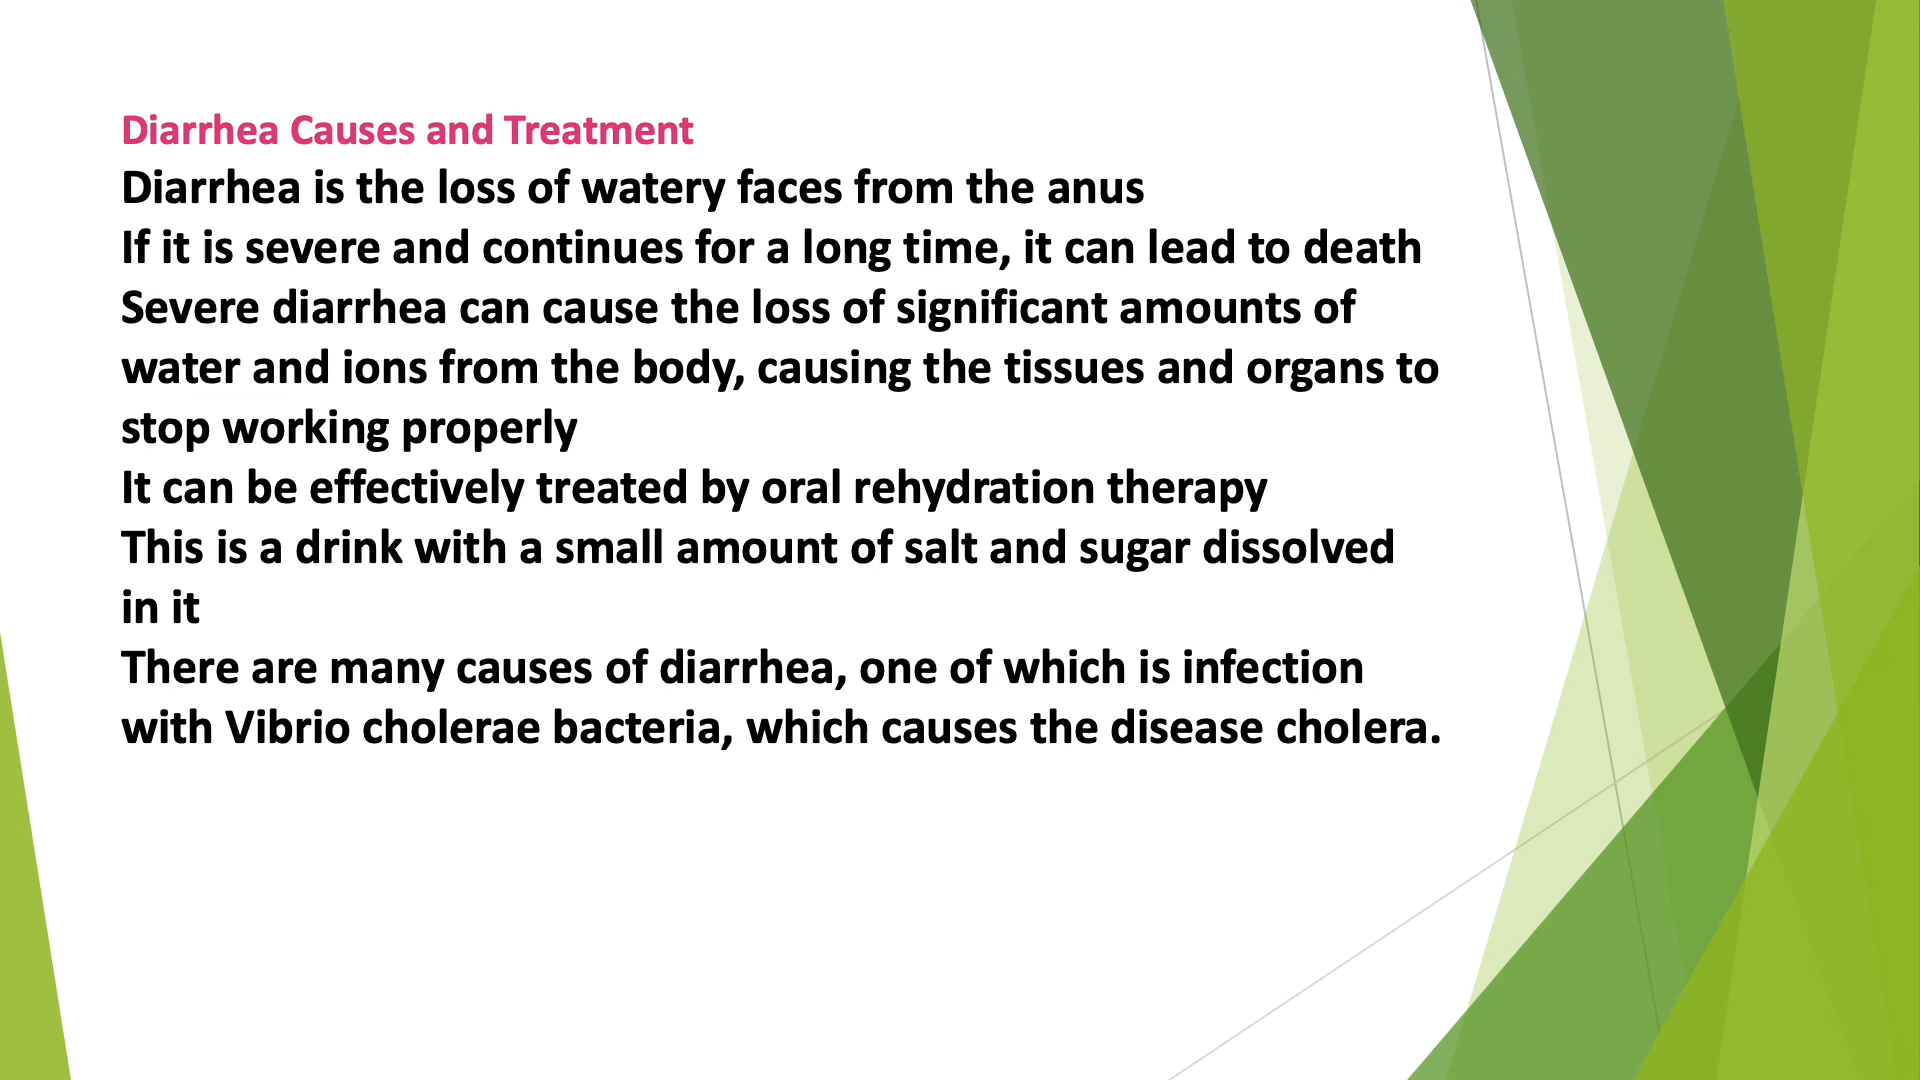 Diarrhea Causes and Treatment
Diarrhea is the loss of watery faces from the anus
If it is severe and continues for a long time, it can lead to death
Severe diarrhea can cause the loss of significant amounts of
water and ions from the body, causing the tissues and organs to
stop working properly
It can be effectively treated by oral rehydration therapy
This is a drink with a small amount of salt and sugar dissolved
in it
There are many causes of diarrhea, one of which is infection
with Vibrio cholerae bacteria, which causes the disease cholera.